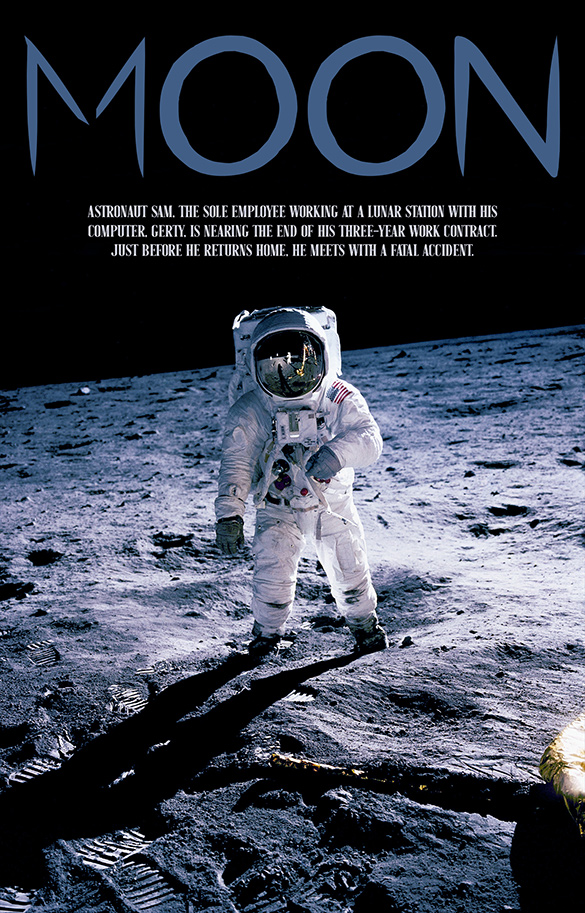 MOON
ASTRONAUT SAM, THE SOLE EMPLOYEE WORKING AT A LUNAR STATION WITH HIS
COMPUTER, GERTY, IS NEARING THE END OF HIS THREE-YEAR WORK CONTRACT.
JUST BEFORE HE RETURNS HOME, HE MEETS WITH A FATAL ACCIDENT.